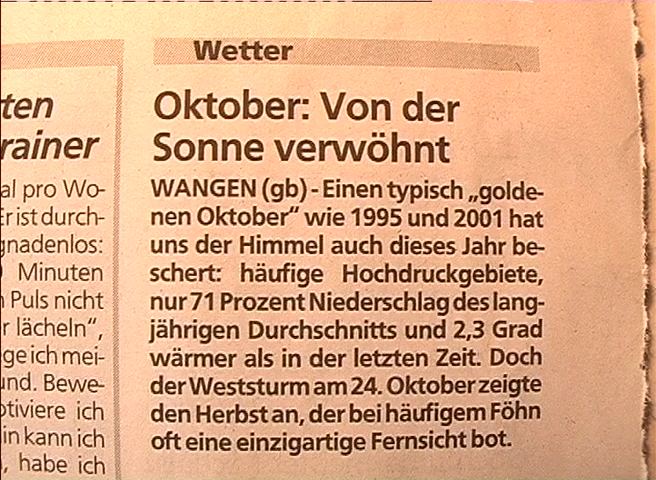 Wetter
Oktober: Von der
Sonne verwöhnt
WANGEN (gb) - Einen typisch „golde-
nen Oktober“ wie 1995 und 2001 hat
uns der Himmel auch dieses Jahr be-
schert: häufige Hochdruckgebiete,
nur 71 Prozent Niederschlag des lang-
jährigen Durchschnitts und 2,3 Grad
wärmer als in der letzten Zeit. Doch
der Weststurm am 24. Oktober zeigte
den Herbst an, der bei häufigem Föhn
oft eine einzigartige Fernsicht bot.
ten
rainer
al pro Wo-
Er ist durch-
gnadenlos:
Minuten
Puls nicht
r lächeln“,
ge ich mei-
und. Bewe-
otiviere ich
in kann ich
, habe ich